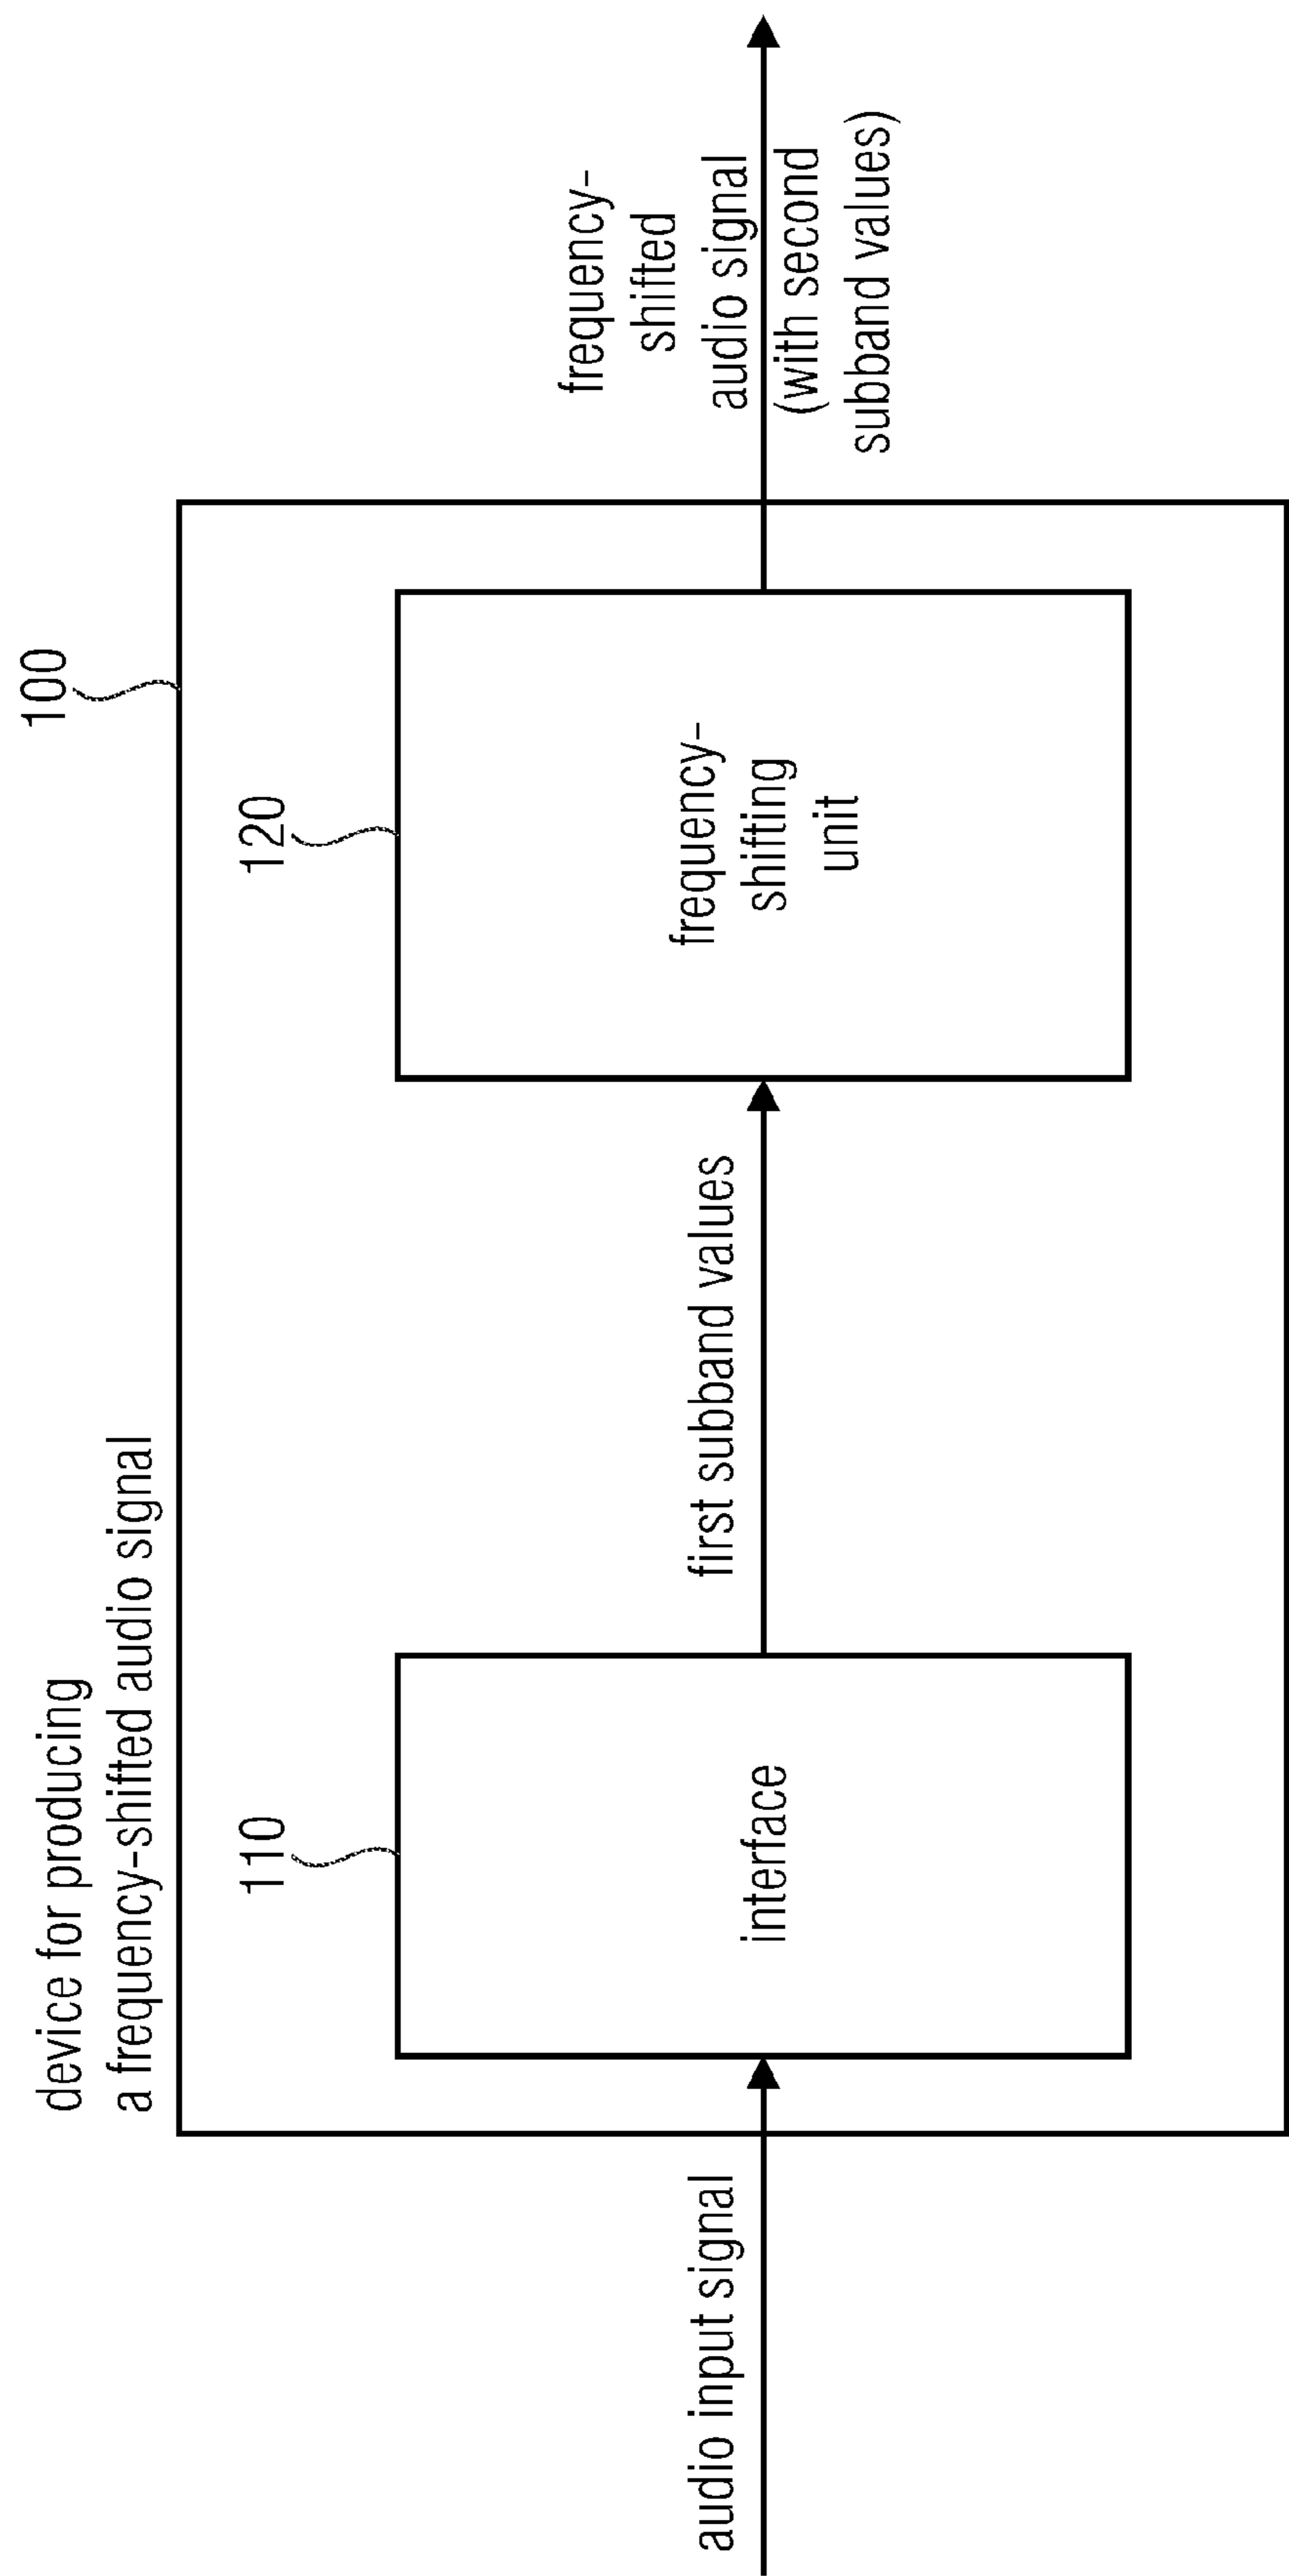 device for producing
a frequency-shifted audio signal
100
110
120
audio input signal
interface
first subband values
frequency-
shifting
unit
frequency-
shifted
audio signal
(with second
subband values)